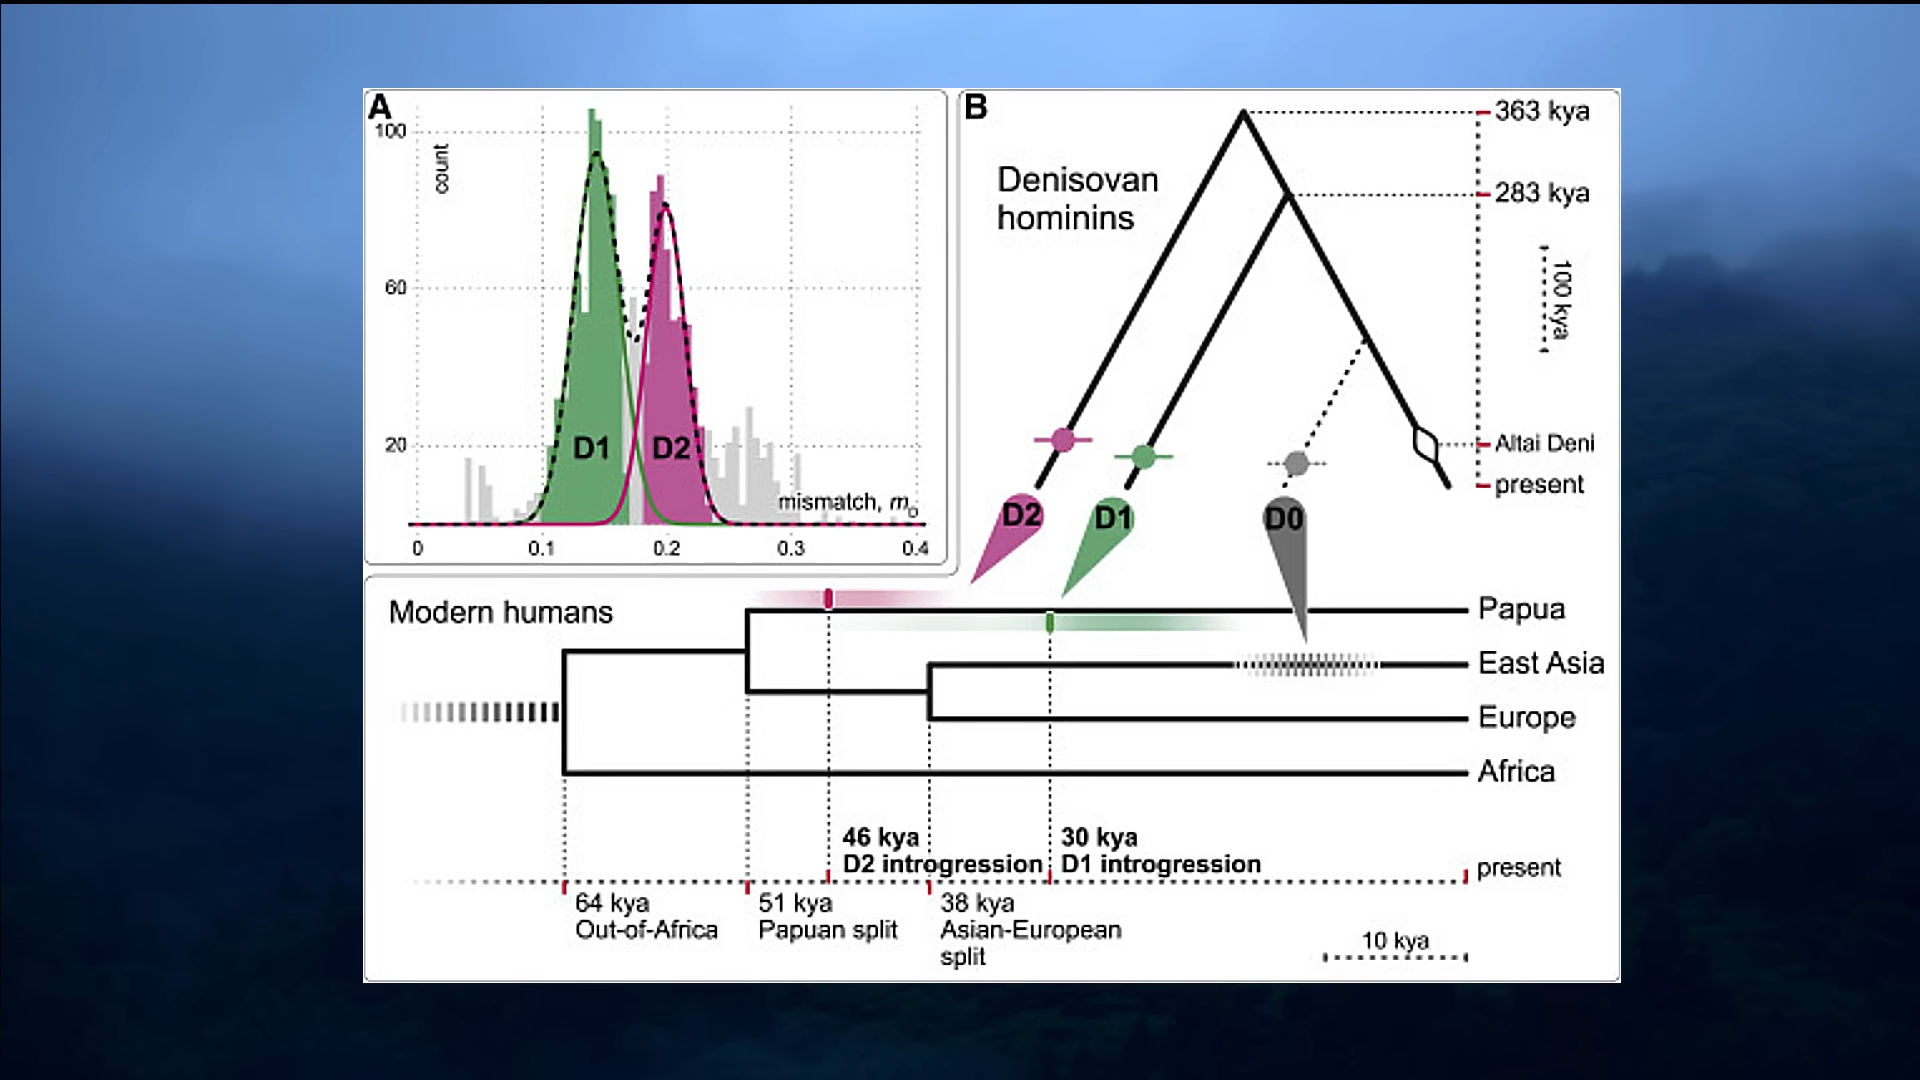 A
100
count
60
20
D1
D2
mismatch, mD
0
0.1
0.2
0.3
0.4
B
363 kya
Denisovan
hominins
283 kya
100 kya
Altai Deni
present
D2
D1
D0
Modern humans
Papua
East Asia
Europe
Africa
46 kya
D2 introgression
30 kya
D1 introgression
present
64 kya
Out-of-Africa
51 kya
Papuan split
38 kya
Asian-European
split
10 kya